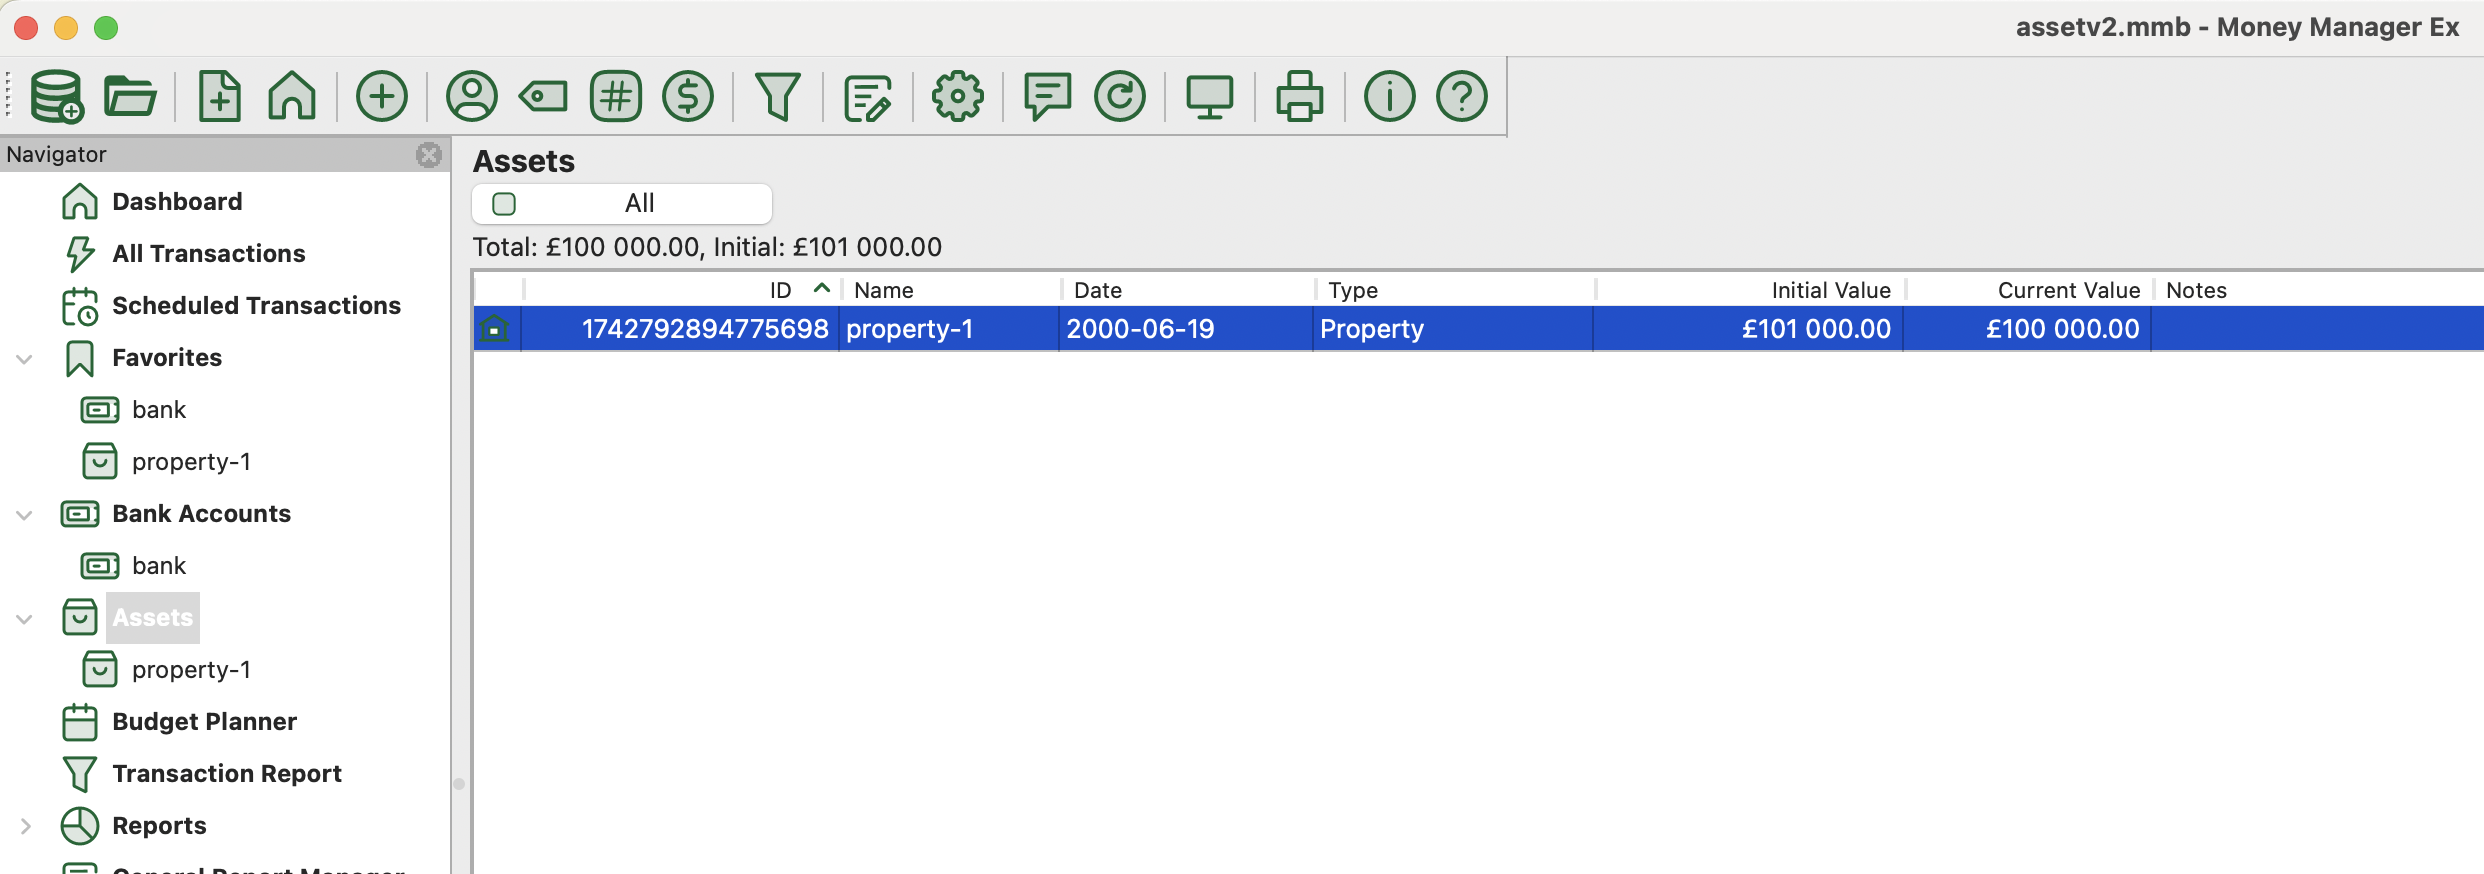 assetv2.mmb - Money Manager Ex
Navigator
Dashboard
All Transactions
Scheduled Transactions
Favorites
bank
property-1
Bank Accounts
bank
Assets
property-1
Budget Planner
Transaction Report
Reports
General Report Manager
Assets
All
Total: £100 000.00, Initial: £101 000.00
ID Name Date Type Initial Value Current Value Notes
1742792894775698 property-1 2000-06-19 Property £101 000.00 £100 000.00